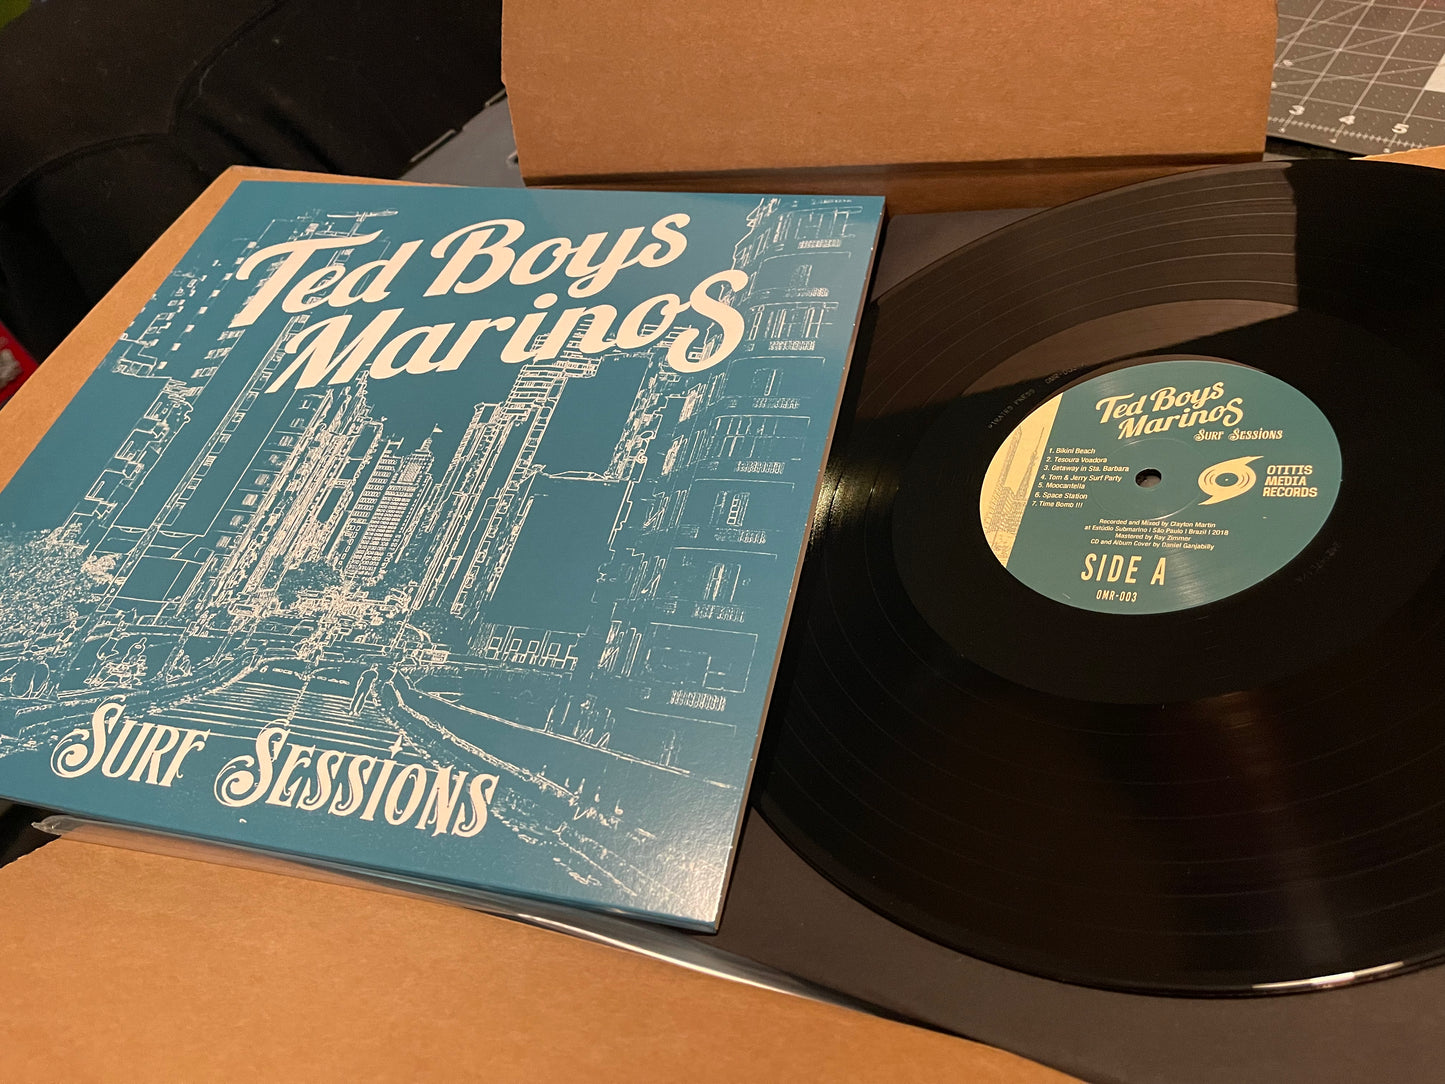 Ted Boys
Marinos
Surf Sessions
Ted Boys
Marinos
Surf Sessions
1. Bikini Beach
2. Tesoura Voadora
3. Getaway in Sta. Barbara
4. Tom & Jerry Surf Party
5. Moocantella
6. Space Station
7. Time Bomb !!!
OTITIS
MEDIA
RECORDS
Recorded and Mixed by Clayton Martin
at Estúdio Submarino | São Paulo | Brazil | 2018
Mastered by Ray Zimmer
CD and Album Cover by Daniel Ganjabilly
SIDE A
OMR-003
3 4 5